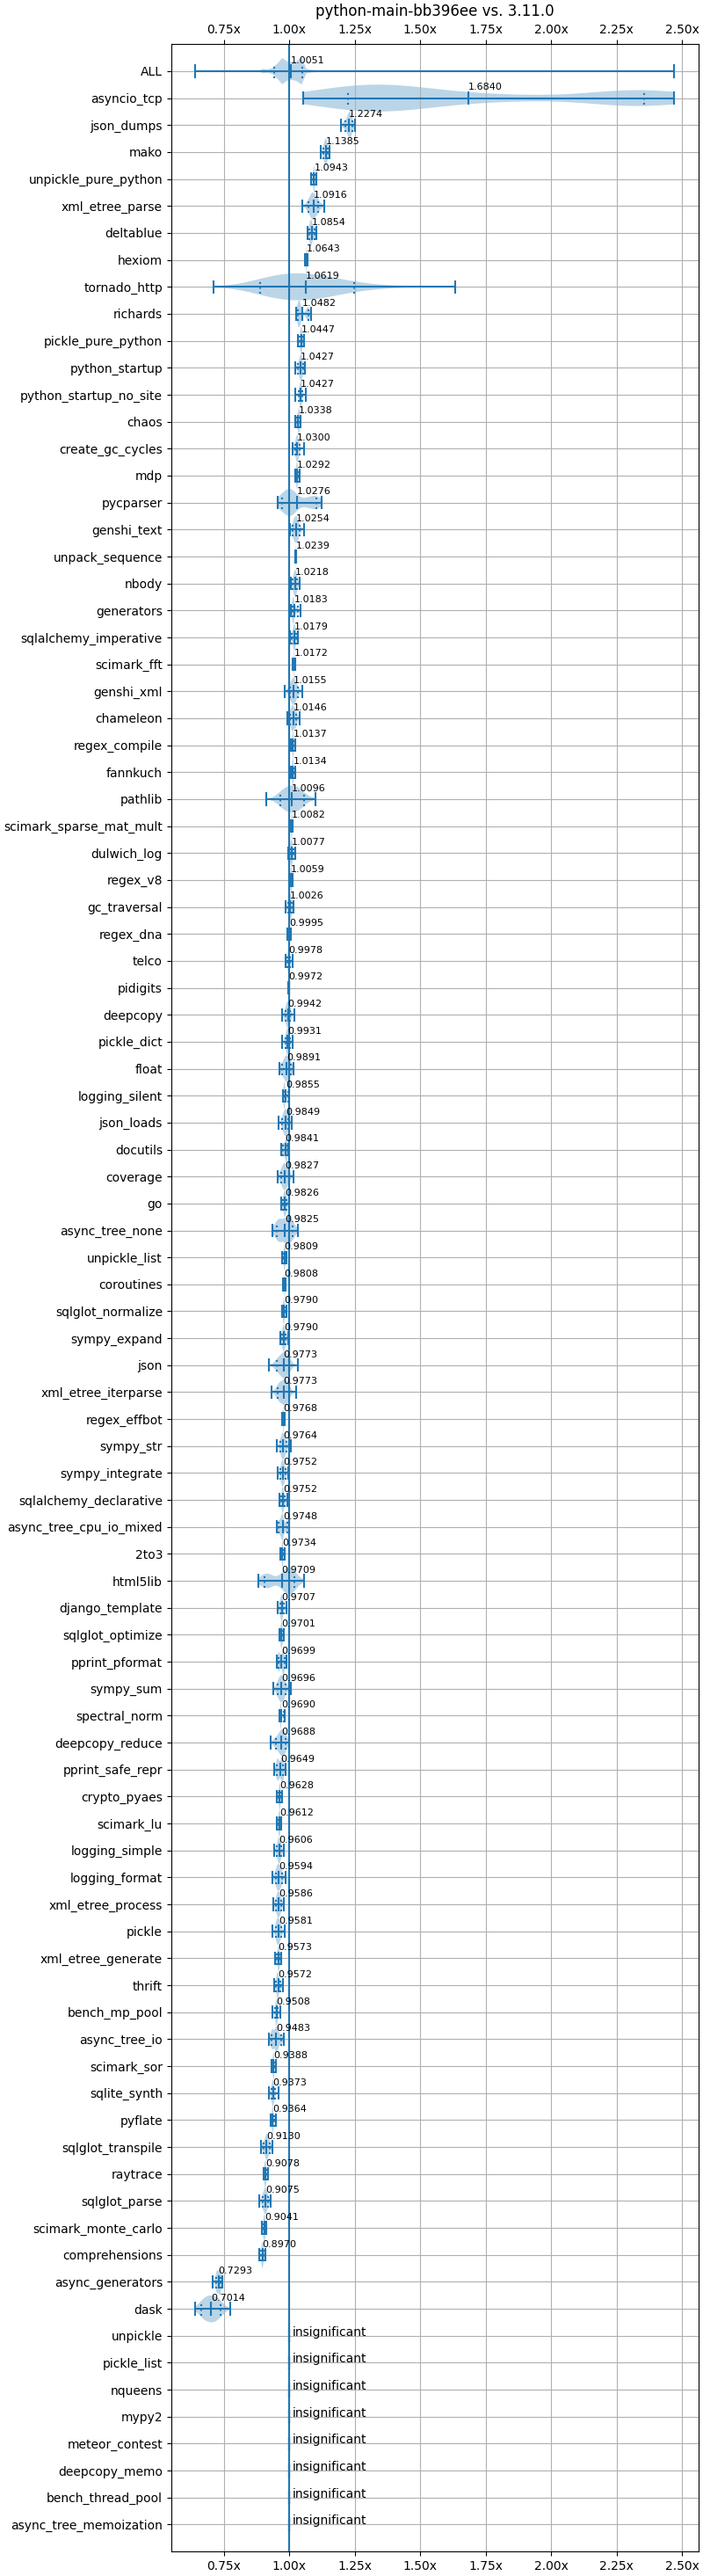 python-main-bb396ee vs. 3.11.0
0.75x 1.00x 1.25x 1.50x 1.75x 2.00x 2.25x 2.50x
ALL 1.0051
asyncio_tcp 1.6840
json_dumps 1.2274
mako 1.1385
unpickle_pure_python 1.0943
xml_etree_parse 1.0916
deltablue 1.0854
hexiom 1.0643
tornado_http 1.0619
richards 1.0482
pickle_pure_python 1.0447
python_startup 1.0427
python_startup_no_site 1.0427
chaos 1.0338
create_gc_cycles 1.0300
mdp 1.0292
pycparser 1.0276
genshi_text 1.0254
unpack_sequence 1.0239
nbody 1.0218
generators 1.0183
sqlalchemy_imperative 1.0179
scimark_fft 1.0172
genshi_xml 1.0155
chameleon 1.0146
regex_compile 1.0137
fannkuch 1.0134
pathlib 1.0096
scimark_sparse_mat_mult 1.0082
dulwich_log 1.0077
regex_v8 1.0059
gc_traversal 1.0026
regex_dna 0.9995
telco 0.9978
pidigits 0.9972
deepcopy 0.9942
pickle_dict 0.9931
float 0.9891
logging_silent 0.9855
json_loads 0.9849
docutils 0.9841
coverage 0.9827
go 0.9826
async_tree_none 0.9825
unpickle_list 0.9809
coroutines 0.9808
sqlglot_normalize 0.9790
sympy_expand 0.9790
json 0.9773
xml_etree_iterparse 0.9773
regex_effbot 0.9768
sympy_str 0.9764
sympy_integrate 0.9752
sqlalchemy_declarative 0.9752
async_tree_cpu_io_mixed 0.9748
2to3 0.9734
html5lib 0.9709
django_template 0.9707
sqlglot_optimize 0.9701
pprint_pformat 0.9699
sympy_sum 0.9696
spectral_norm 0.9690
deepcopy_reduce 0.9688
pprint_safe_repr 0.9649
crypto_pyaes 0.9628
scimark_lu 0.9612
logging_simple 0.9606
logging_format 0.9594
xml_etree_process 0.9586
pickle 0.9581
xml_etree_generate 0.9573
thrift 0.9572
bench_mp_pool 0.9508
async_tree_io 0.9483
scimark_sor 0.9388
sqlite_synth 0.9373
pyflate 0.9364
sqlglot_transpile 0.9130
raytrace 0.9078
sqlglot_parse 0.9075
scimark_monte_carlo 0.9041
comprehensions 0.8970
async_generators 0.7293
dask 0.7014
unpickle insignificant
pickle_list insignificant
nqueens insignificant
mypy2 insignificant
meteor_contest insignificant
deepcopy_memo insignificant
bench_thread_pool insignificant
async_tree_memoization insignificant
0.75x 1.00x 1.25x 1.50x 1.75x 2.00x 2.25x 2.50x